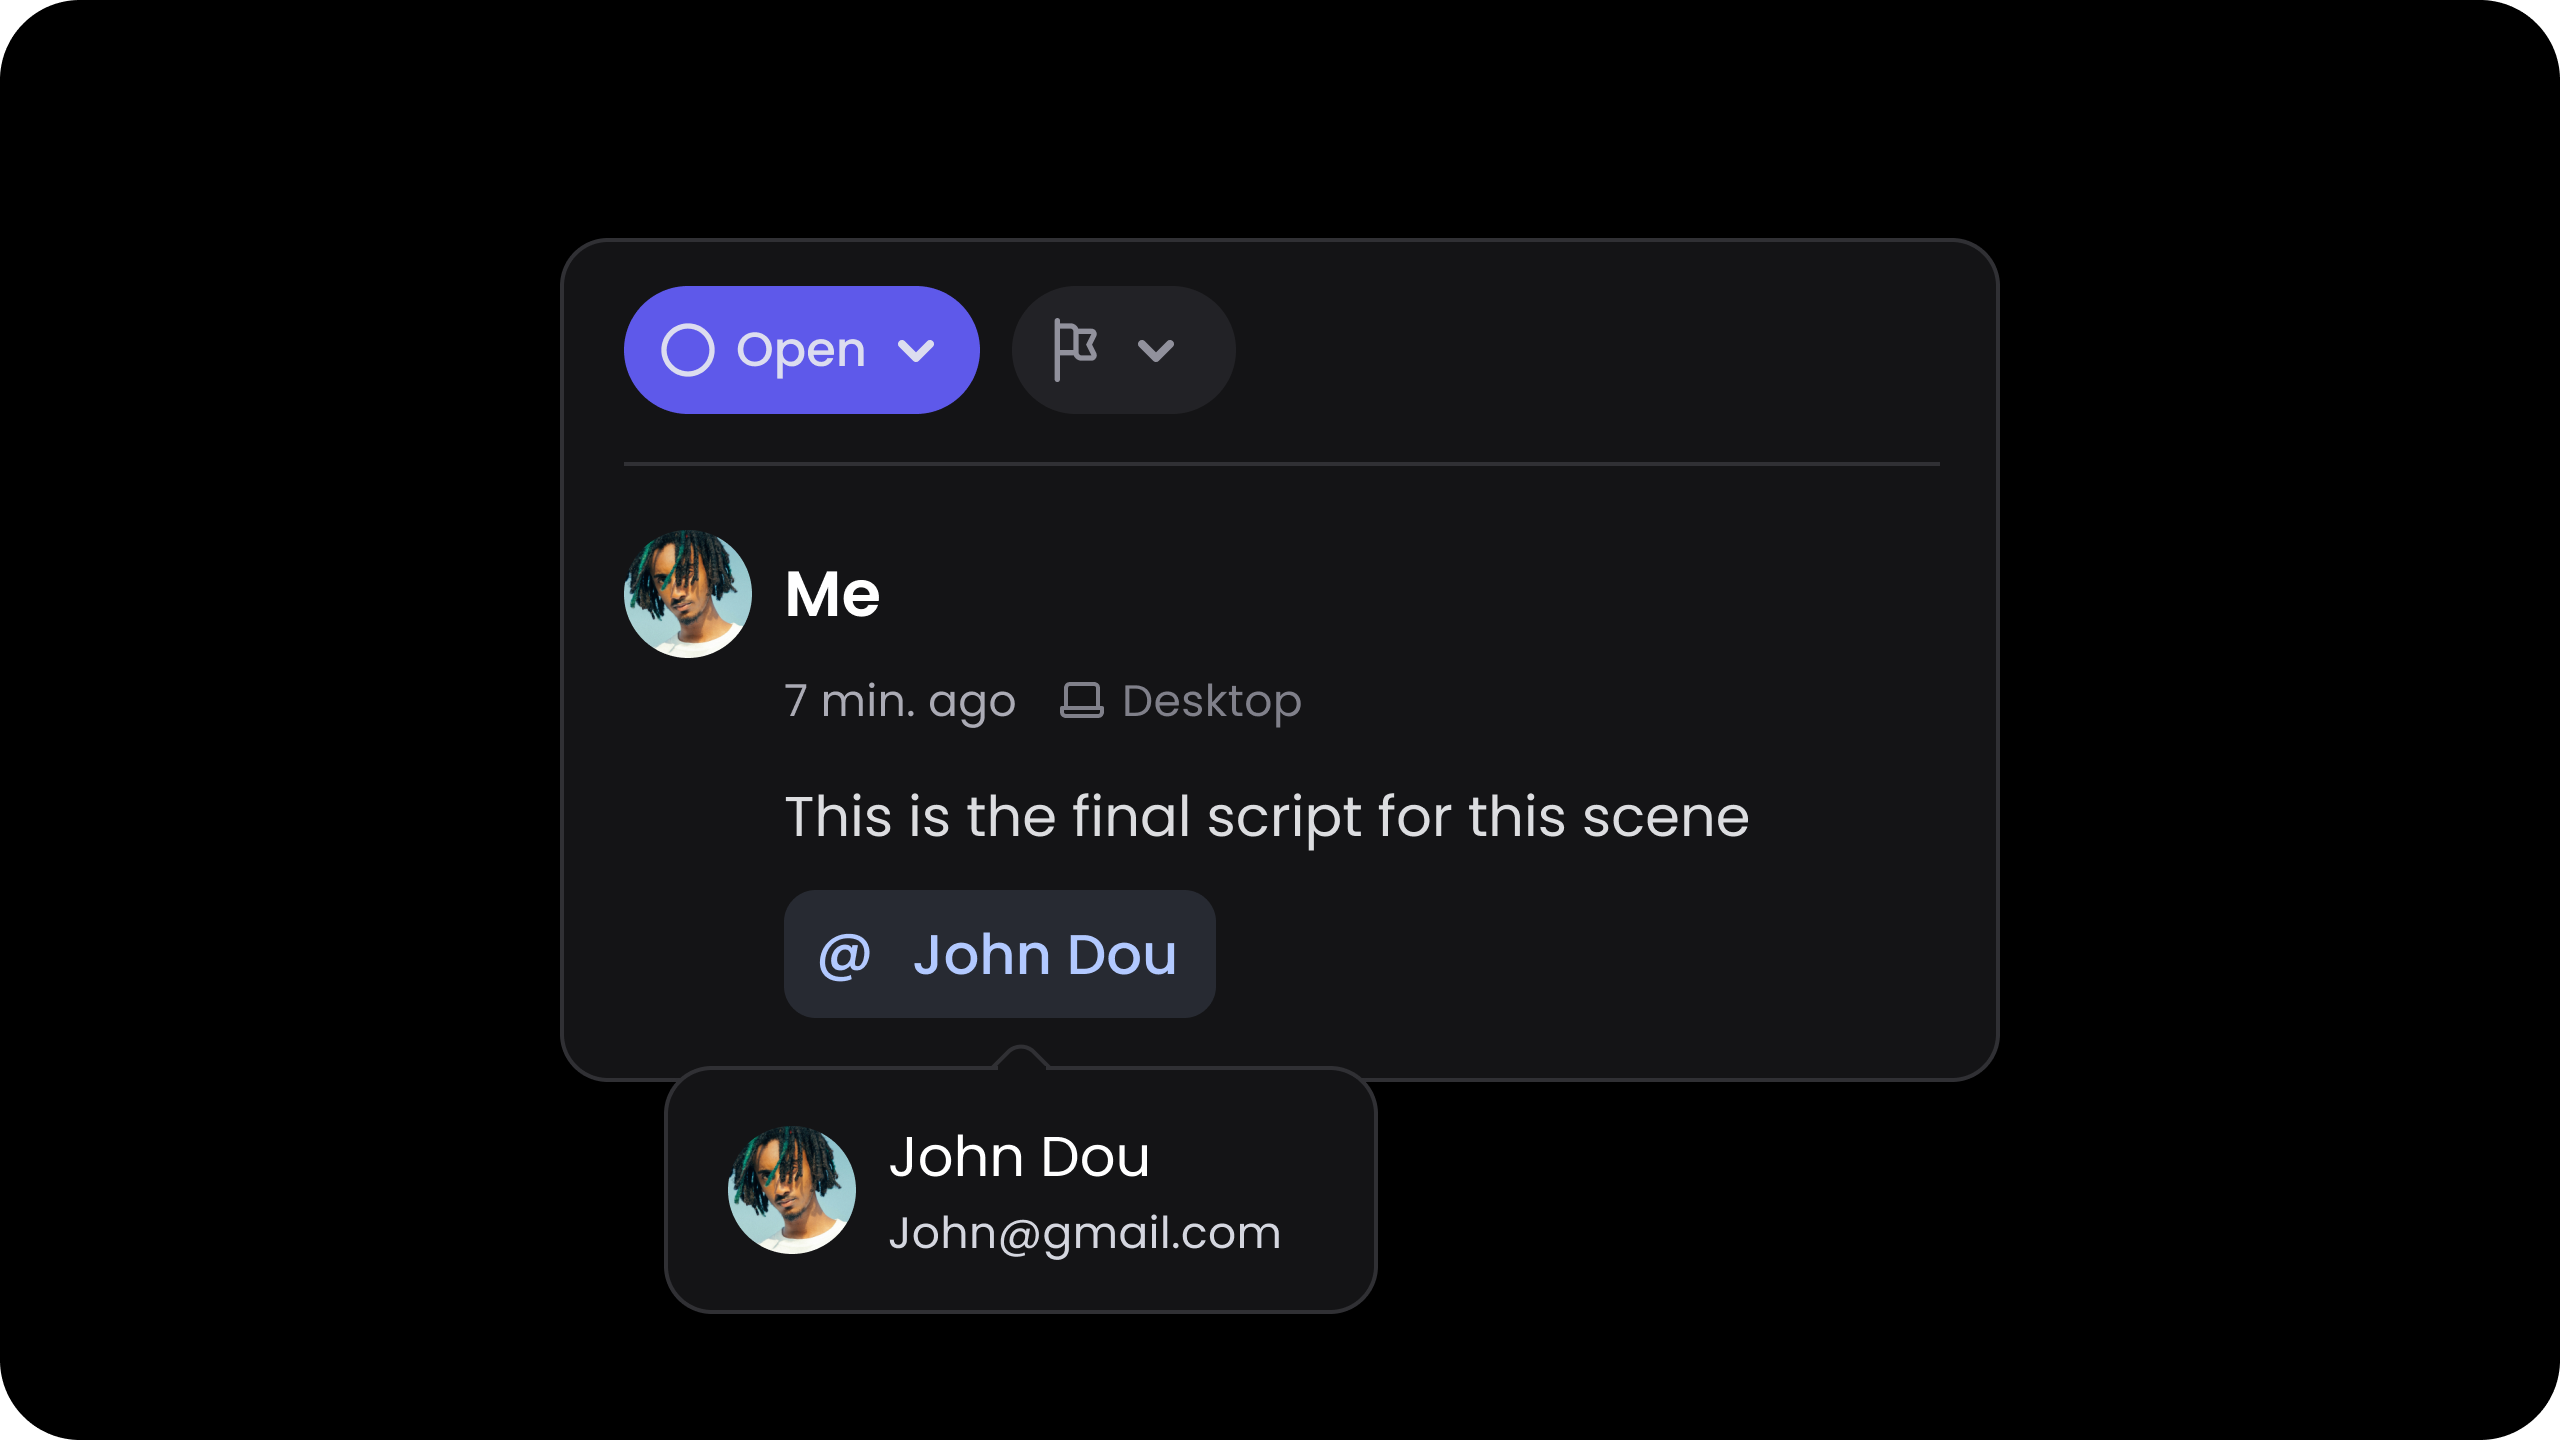 Open
Me
7 min. ago Desktop
This is the final script for this scene
@ John Dou
John Dou
John@gmail.com